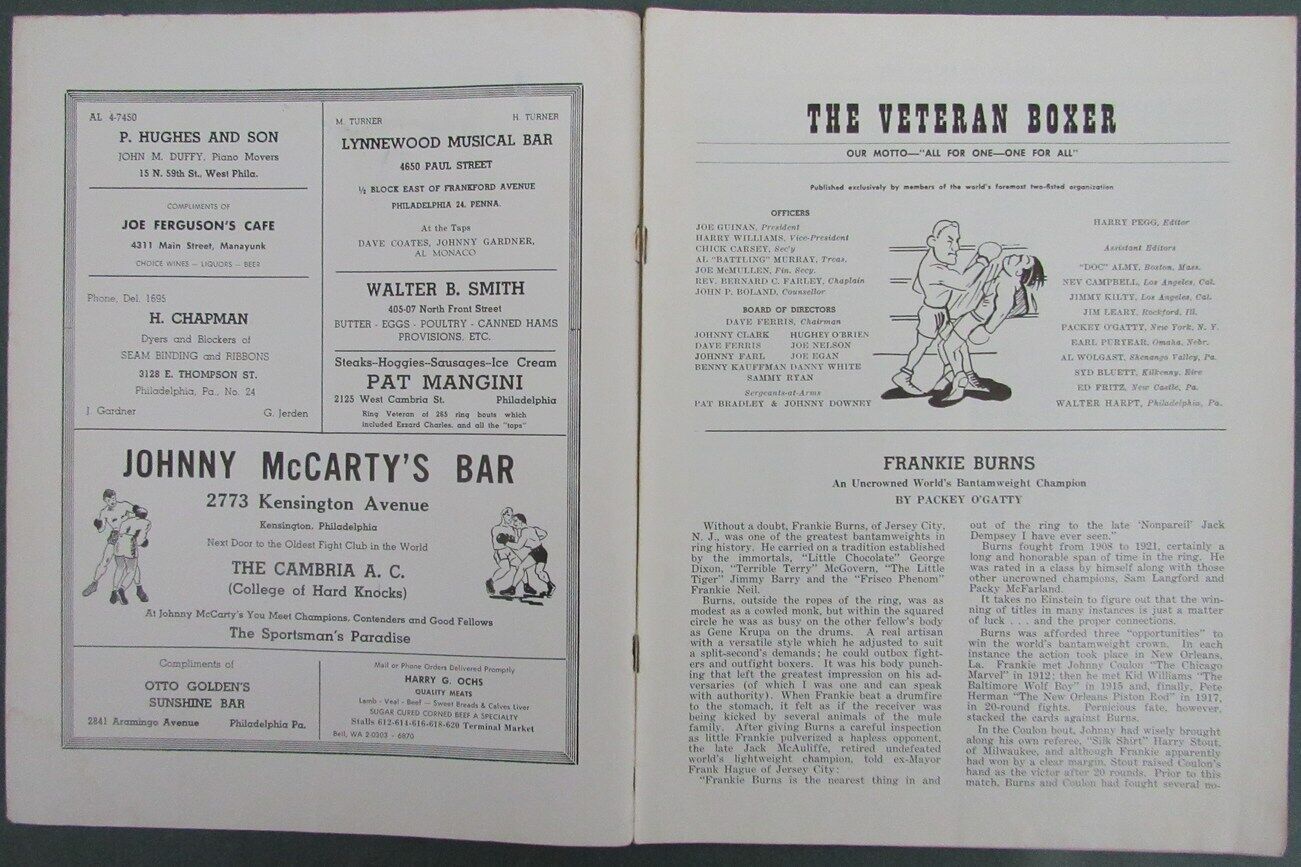 AL 4-7450
P. HUGHES AND SON
JOHN M. DUFFY, Piano Movers
15 N. 59th St., West Phila.
COMPLIMENTS OF
JOE FERGUSON'S CAFE
4311 Main Street, Manayunk
CHOICE WINES — LIQUORS — BEER
Phone, Del. 1695
H. CHAPMAN
Dyers and Blockers of
SEAM BINDING and RIBBONS
3128 E. THOMPSON ST.
Philadelphia, Pa., No. 24
J. Gardner G. Jerden
M. TURNER H. TURNER
LYNNEWOOD MUSICAL BAR
4650 PAUL STREET
½ BLOCK EAST OF FRANKFORD AVENUE
PHILADELPHIA 24, PENNA.
At the Taps
DAVE COATES, JOHNNY GARDNER,
AL MONACO
WALTER B. SMITH
405-07 North Front Street
BUTTER - EGGS - POULTRY - CANNED HAMS
PROVISIONS, ETC.
Steaks–Hoggies–Sausages–Ice Cream
PAT MANGINI
2125 West Cambria St. Philadelphia
Ring Veteran of 265 ring bouts which
included Ezzard Charles, and all the "tops"
JOHNNY McCARTY'S BAR
2773 Kensington Avenue
Kensington, Philadelphia
Next Door to the Oldest Fight Club in the World
THE CAMBRIA A. C.
(College of Hard Knocks)
At Johnny McCarty's You Meet Champions, Contenders and Good Fellows
The Sportsman's Paradise
Compliments of
OTTO GOLDEN'S
SUNSHINE BAR
2841 Aramingo Avenue Philadelphia Pa.
Mail or Phone Orders Delivered Promptly
HARRY G. OCHS
QUALITY MEATS
Lamb - Veal - Beef — Sweet Breads & Calves Liver
SUGAR CURED CORNED BEEF A SPECIALTY
Stalls 612-614-616-618-620 Terminal Market
Bell, WA 2-0303 - 6870
THE VETERAN BOXER
OUR MOTTO—"ALL FOR ONE—ONE FOR ALL"
Published exclusively by members of the world's foremost two-fisted organization
OFFICERS
JOE GUINAN, President
HARRY WILLIAMS, Vice-President
CHICK CARSEY, Sec'y
AL "BATTLING" MURRAY, Treas.
JOE McMULLEN, Fin. Secy.
REV. BERNARD C. FARLEY, Chaplain
JOHN P. BOLAND, Counsellor
BOARD OF DIRECTORS
DAVE FERRIS, Chairman
JOHNNY CLARK HUGHEY O'BRIEN
DAVE FERRIS JOE NELSON
JOHNNY FARL JOE EGAN
BENNY KAUFFMAN DANNY WHITE
SAMMY RYAN
Sergeants-at-Arms
PAT BRADLEY & JOHNNY DOWNEY
HARRY PEGG, Editor
Assistant Editors
"DOC" ALMY, Boston, Mass.
NEV CAMPBELL, Los Angeles, Cal.
JIMMY KILTY, Los Angeles, Cal.
JIM LEARY, Rockford, Ill.
PACKEY O'GATTY, New York, N. Y.
EARL PURYEAR, Omaha, Nebr.
AL WOLGAST, Shenango Valley, Pa.
SYD BLUETT, Kilkenny, Eire
ED FRITZ, New Castle, Pa.
WALTER HARPT, Philadelphia, Pa.
FRANKIE BURNS
An Uncrowned World's Bantamweight Champion
BY PACKEY O'GATTY
Without a doubt, Frankie Burns, of Jersey City,
N. J., was one of the greatest bantamweights in
ring history. He carried on a tradition established
by the immortals, "Little Chocolate" George
Dixon, "Terrible Terry" McGovern, "The Little
Tiger" Jimmy Barry and the "Frisco Phenom"
Frankie Neil.
Burns, outside the ropes of the ring, was as
modest as a cowled monk, but within the squared
circle he was as busy on the other fellow's body
as Gene Krupa on the drums. A real artisan
with a versatile style which he adjusted to suit
a split-second's demands; he could outbox fight-
ers and outfight boxers. It was his body punch-
ing that left the greatest impression on his ad-
versaries (of which I was one and can speak
with authority). When Frankie beat a drumfire
to the stomach, it felt as if the receiver was
being kicked by several animals of the mule
family. After giving Burns a careful inspection
as little Frankie pulverized a hapless opponent,
the late Jack McAuliffe, retired undefeated
world's lightweight champion, told ex-Mayor
Frank Hague of Jersey City:
"Frankie Burns is the nearest thing in and
out of the ring to the late 'Nonpareil' Jack
Dempsey I have ever seen."
Burns fought from 1908 to 1921, certainly a
long and honorable span of time in the ring. He
was rated in a class by himself along with those
other uncrowned champions, Sam Langford and
Packy McFarland.
It takes no Einstein to figure out that the win-
ning of titles in many instances is just a matter
of luck . . . and the proper connections.
Burns was afforded three "opportunities" to
win the world's bantamweight crown. In each
instance the action took place in New Orleans,
La. Frankie met Johnny Coulon "The Chicago
Marvel" in 1912; then he met Kid Williams "The
Baltimore Wolf Boy" in 1915 and, finally, Pete
Herman "The New Orleans Piston Rod" in 1917,
in 20-round fights. Pernicious fate, however,
stacked the cards against Burns.
In the Coulon bout, Johnny had wisely brought
along his own referee, "Silk Shirt" Harry Stout,
of Milwaukee, and although Frankie apparently
had won by a clear margin, Stout raised Coulon's
hand as the victor after 20 rounds. Prior to this
match, Burns and Coulon had fought several no-